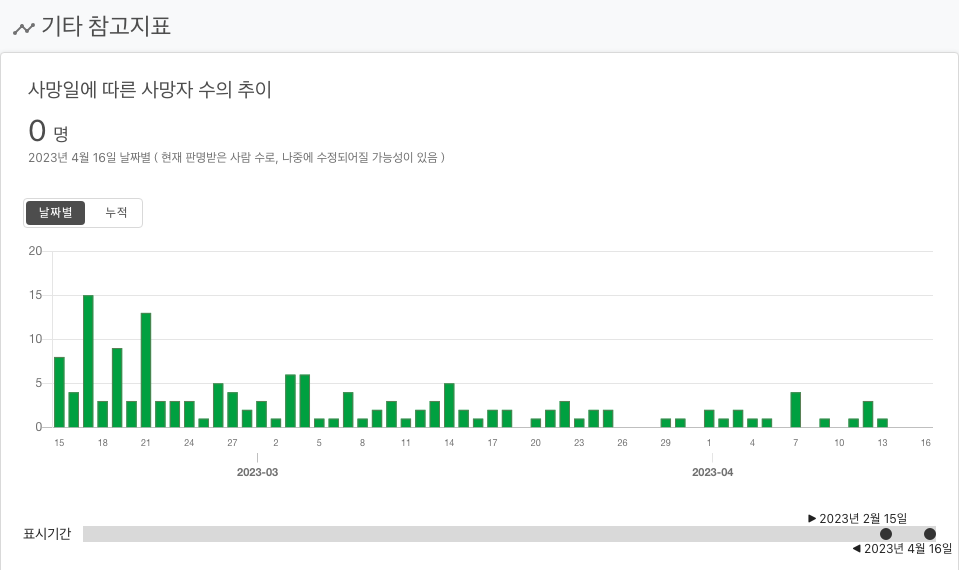 기타 참고지표
사망일에 따른 사망자 수의 추이
0 명
2023년 4월 16일 날짜별 ( 현재 판명받은 사람 수로, 나중에 수정되어질 가능성이 있음 )
날짜별 누적
20
15
10
5
0
15 18 21 24 27 2 5 8 11 14 17 20 23 26 29 1 4 7 10 13 16
2023-03 2023-04
▶ 2023년 2월 15일
표시기간
◀ 2023년 4월 16일